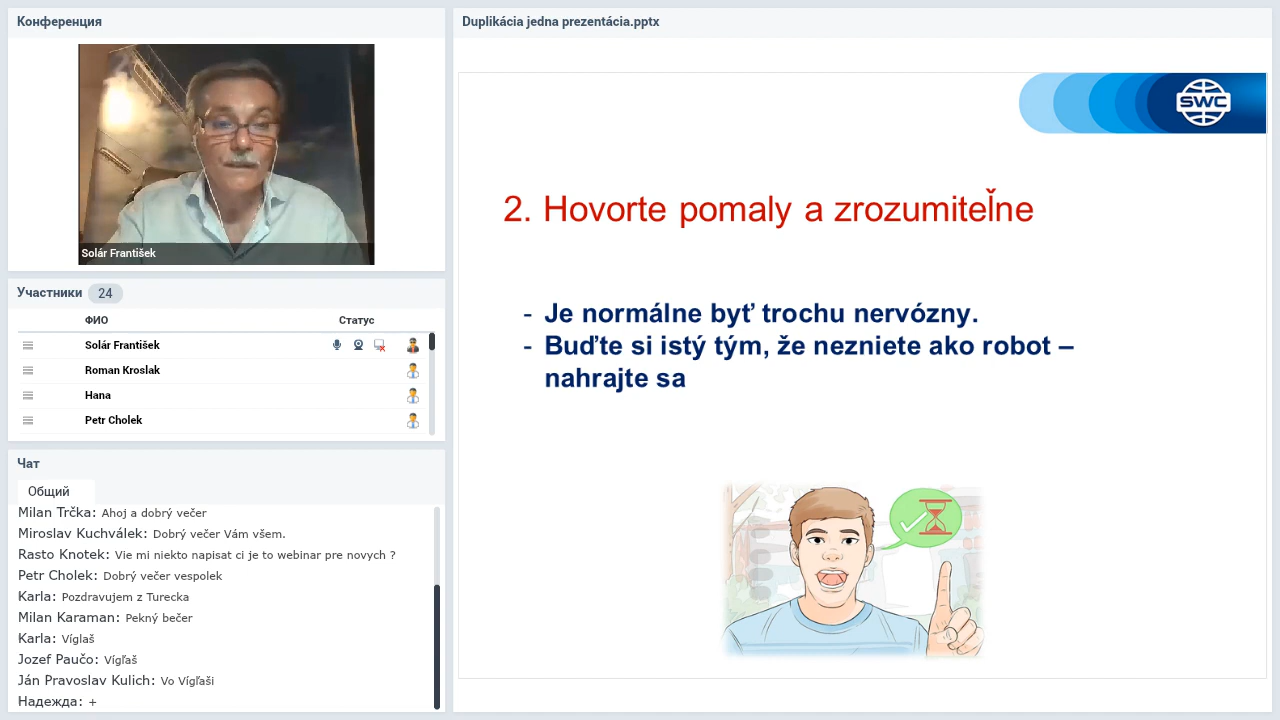 Конференция
Solár František
Участники 24
ФИО Статус
Solár František
Roman Kroslak
Hana
Petr Cholek
Чат
Общий
Milan Trčka: Ahoj a dobrý večer
Miroslav Kuchválek: Dobrý večer Vám všem.
Rasto Knotek: Vie mi niekto napisat ci je to webinar pre novych ?
Petr Cholek: Dobrý večer vespolek
Karla: Pozdravujem z Turecka
Milan Karaman: Pekný bečer
Karla: Víglaš
Jozef Paučo: Vígľaš
Ján Pravoslav Kulich: Vo Vígľaši
Надежда: +
Duplikácia jedna prezentácia.pptx
SWC
2. Hovorte pomaly a zrozumiteľne
- Je normálne byť trochu nervózny.
- Buďte si istý tým, že nezniete ako robot –
nahrajte sa